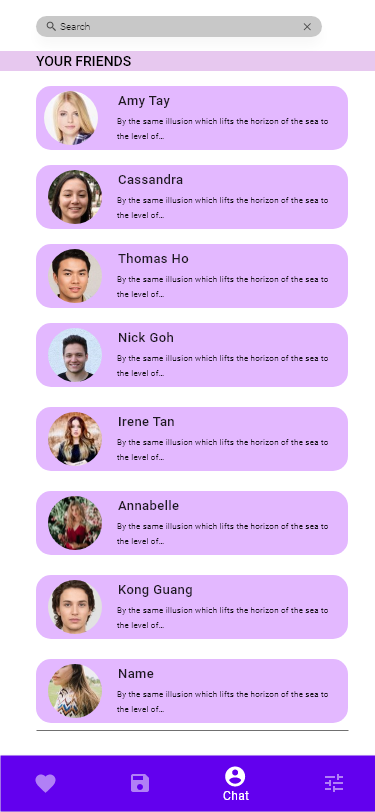 Search
YOUR FRIENDS
Amy Tay
By the same illusion which lifts the horizon of the sea to
the level of...
Cassandra
By the same illusion which lifts the horizon of the sea to
the level of...
Thomas Ho
By the same illusion which lifts the horizon of the sea to
the level of...
Nick Goh
By the same illusion which lifts the horizon of the sea to
the level of...
Irene Tan
By the same illusion which lifts the horizon of the sea to
the level of...
Annabelle
By the same illusion which lifts the horizon of the sea to
the level of...
Kong Guang
By the same illusion which lifts the horizon of the sea to
the level of...
Name
By the same illusion which lifts the horizon of the sea to
the level of...
Chat